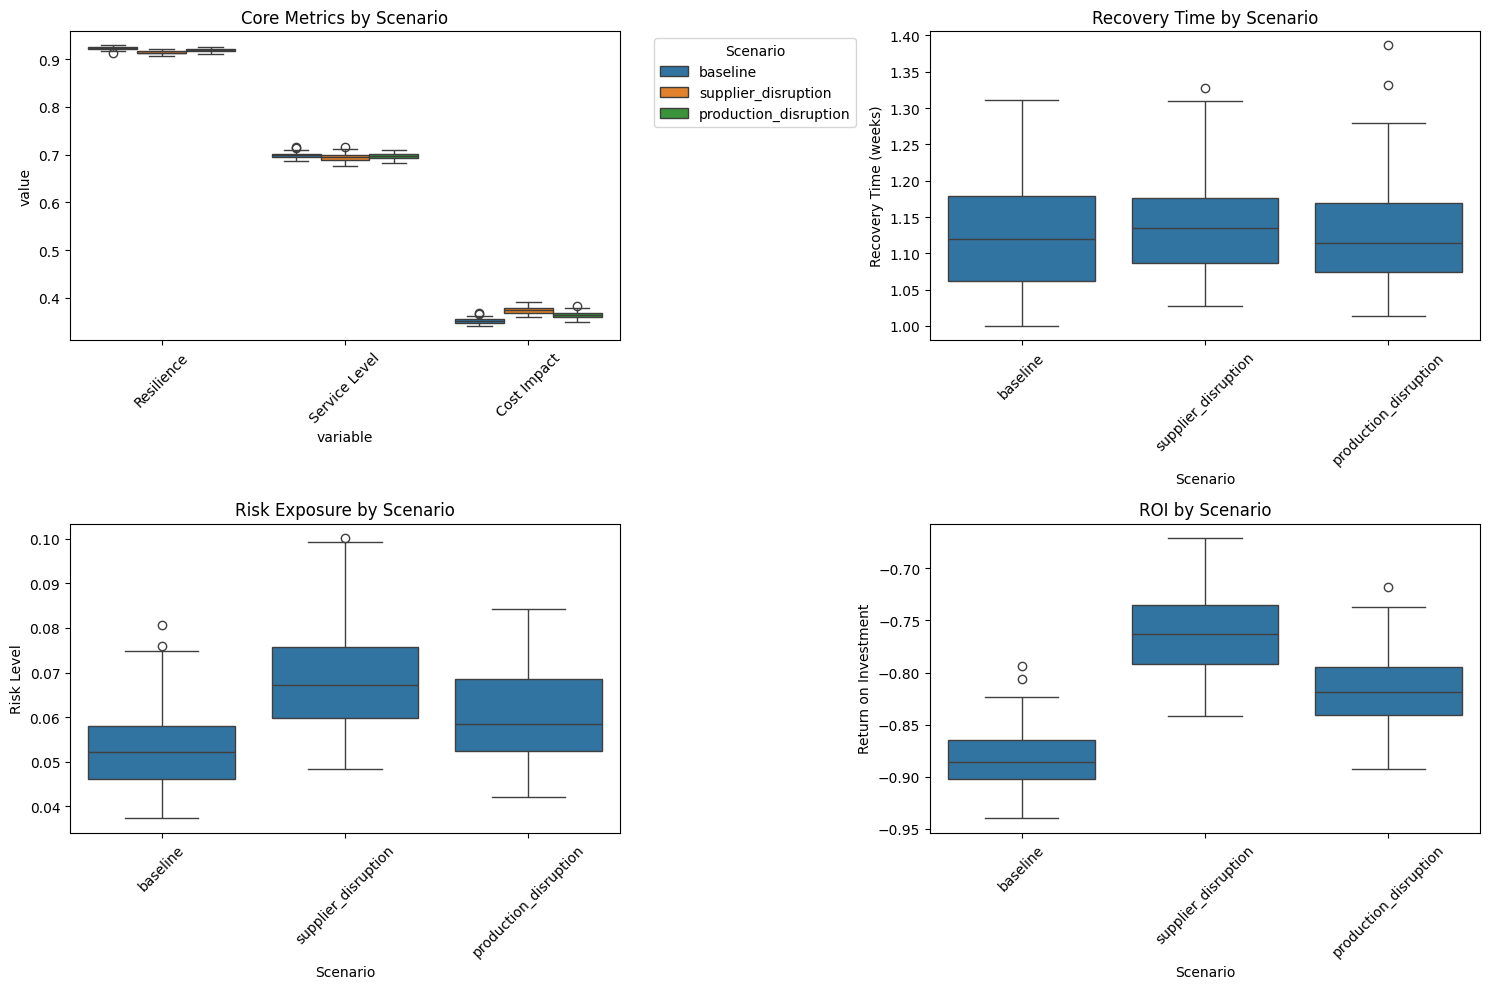 Core Metrics by Scenario
value
0.9
0.8
0.7
0.6
0.5
0.4
Resilience
Service Level
Cost Impact
variable
Scenario
baseline
supplier_disruption
production_disruption
Recovery Time by Scenario
Recovery Time (weeks)
1.40
1.35
1.30
1.25
1.20
1.15
1.10
1.05
1.00
baseline
supplier_disruption
production_disruption
Scenario
Risk Exposure by Scenario
Risk Level
0.10
0.09
0.08
0.07
0.06
0.05
0.04
baseline
supplier_disruption
production_disruption
Scenario
ROI by Scenario
Return on Investment
−0.70
−0.75
−0.80
−0.85
−0.90
−0.95
baseline
supplier_disruption
production_disruption
Scenario